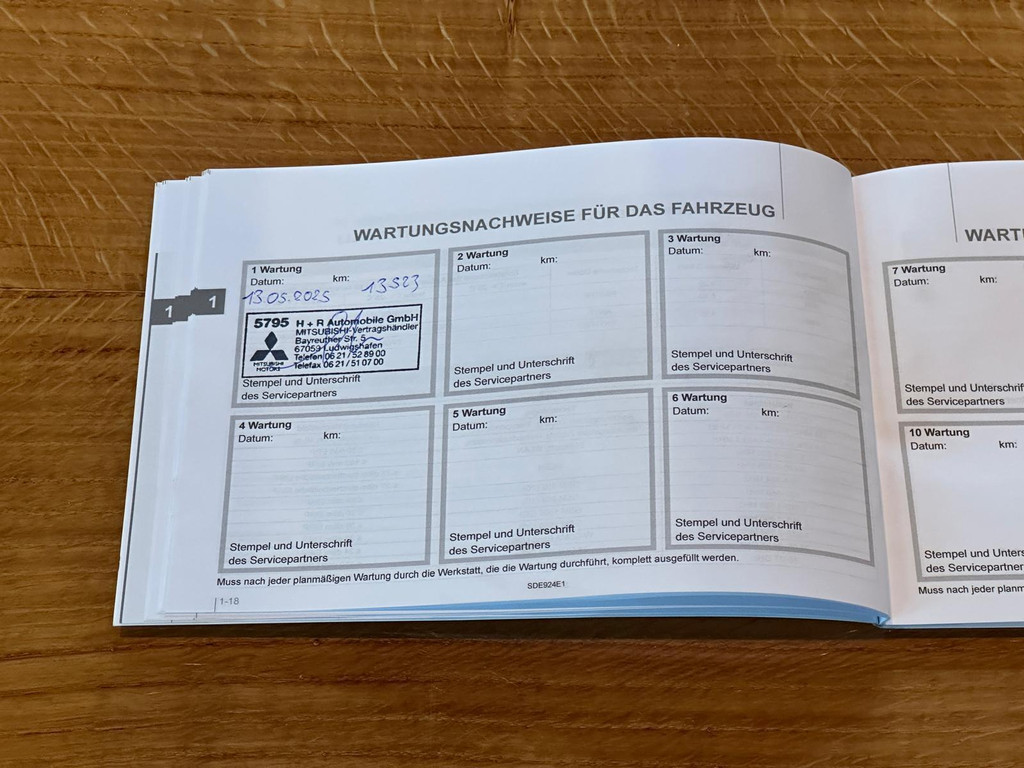 WARTUNGSNACHWEISE FÜR DAS FAHRZEUG
1 Wartung
Datum: km:
13.05.2025 13523
5795 H + R Automobile GmbH
MITSUBISHI-Vertragshändler
Bayreuther Str. 5
67059 Ludwigshafen
Telefon 06 21 / 52 89 00
Telefax 06 21 / 51 07 00
MITSUBISHI
MOTORS
Stempel und Unterschrift
des Servicepartners
2 Wartung
Datum: km:
Stempel und Unterschrift
des Servicepartners
3 Wartung
Datum: km:
Stempel und Unterschrift
des Servicepartners
1 1
4 Wartung
Datum: km:
Stempel und Unterschrift
des Servicepartners
5 Wartung
Datum: km:
Stempel und Unterschrift
des Servicepartners
6 Wartung
Datum: km:
Stempel und Unterschrift
des Servicepartners
Muss nach jeder planmäßigen Wartung durch die Werkstatt, die die Wartung durchführt, komplett ausgefüllt werden.
SDE924E1
1-18
WARTU
7 Wartung
Datum: km:
Stempel und Unterschrif
des Servicepartners
10 Wartung
Datum: km:
Stempel und Unters
des Servicepartner
Muss nach jeder planm